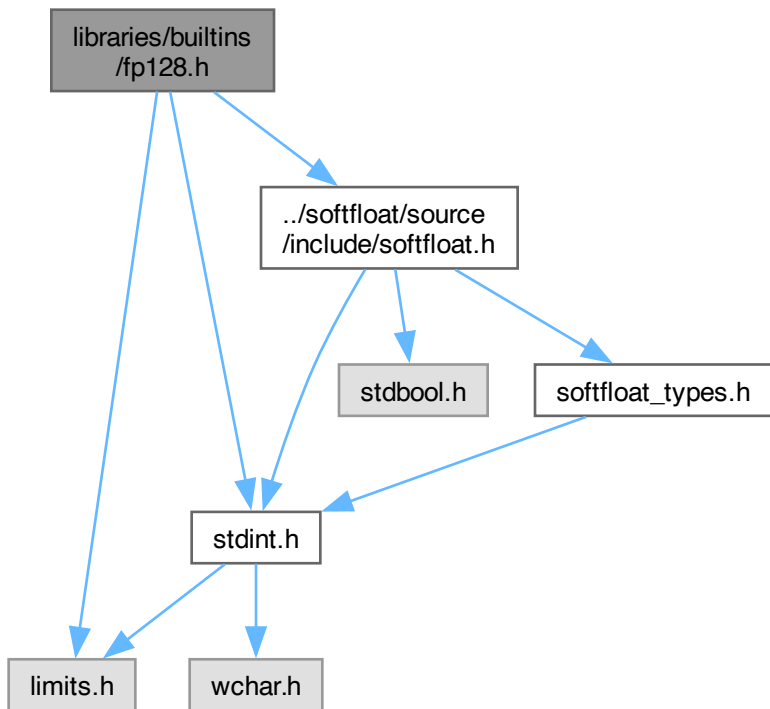 libraries/builtins
/fp128.h
../softfloat/source
/include/softfloat.h
stdbool.h
softfloat_types.h
stdint.h
limits.h
wchar.h